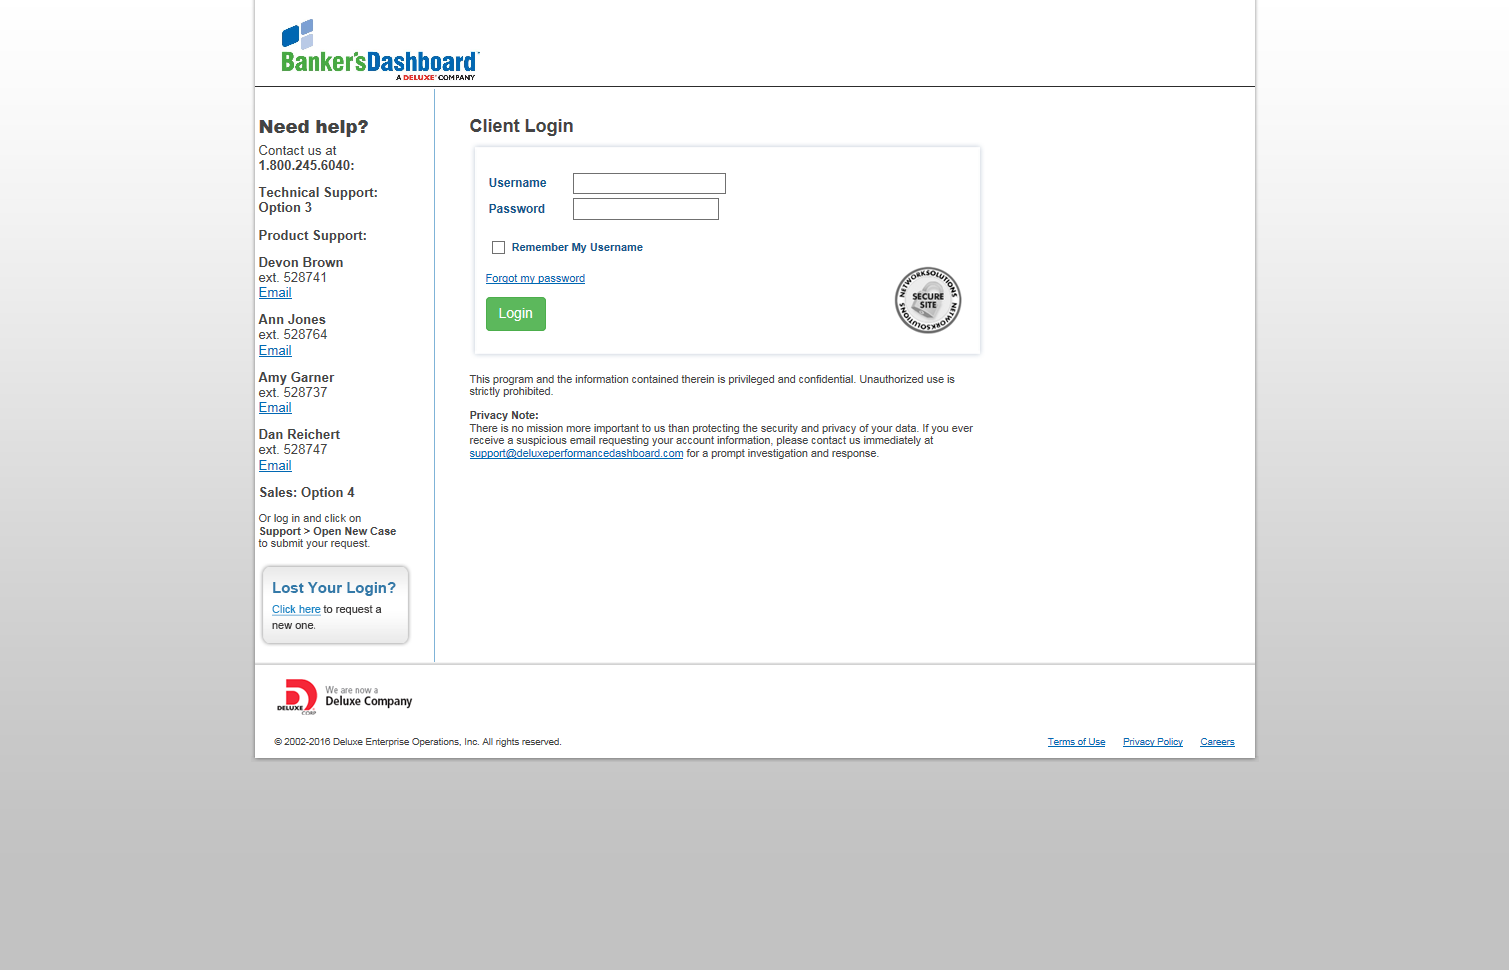 Banker'sDashboard
A DELUXE COMPANY
Need help?
Contact us at
1.800.245.6040:
Technical Support:
Option 3
Product Support:
Devon Brown
ext. 528741
Email
Ann Jones
ext. 528764
Email
Amy Garner
ext. 528737
Email
Dan Reichert
ext. 528747
Email
Sales: Option 4
Or log in and click on
Support > Open New Case
to submit your request.
Lost Your Login?
Click here to request a
new one.
Client Login
Username
Password
Remember My Username
Forgot my password
Login
NETWORKSOLUTIONS
SECURE
SITE
NETWORKSOLUTIONS
This program and the information contained therein is privileged and confidential. Unauthorized use is
strictly prohibited.
Privacy Note:
There is no mission more important to us than protecting the security and privacy of your data. If you ever
receive a suspicious email requesting your account information, please contact us immediately at
support@deluxeperformancedashboard.com for a prompt investigation and response.
DELUXE
CORP
We are now a
Deluxe Company
© 2002-2016 Deluxe Enterprise Operations, Inc. All rights reserved.
Terms of Use Privacy Policy Careers